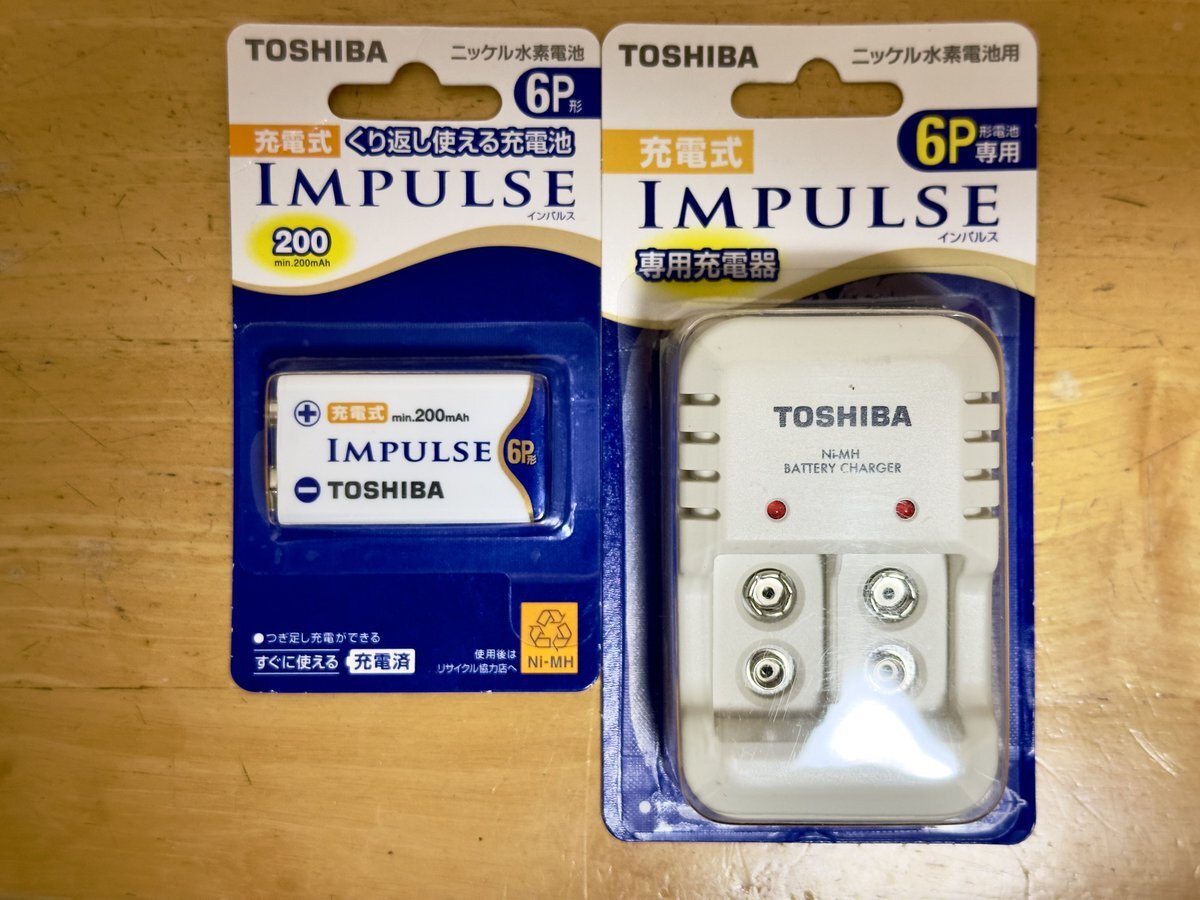 TOSHIBA
ニッケル水素電池
6P形
充電式 くり返し使える充電池
IMPULSE
インパルス
200
min.200mAh
充電式 min.200mAh
IMPULSE
6P形
TOSHIBA
●つぎ足し充電ができる
すぐに使える 充電済
使用後は
リサイクル協力店へ
Ni-MH
TOSHIBA
ニッケル水素電池用
6P形電池専用
充電式
IMPULSE
インパルス
専用充電器
TOSHIBA
Ni-MH
BATTERY CHARGER